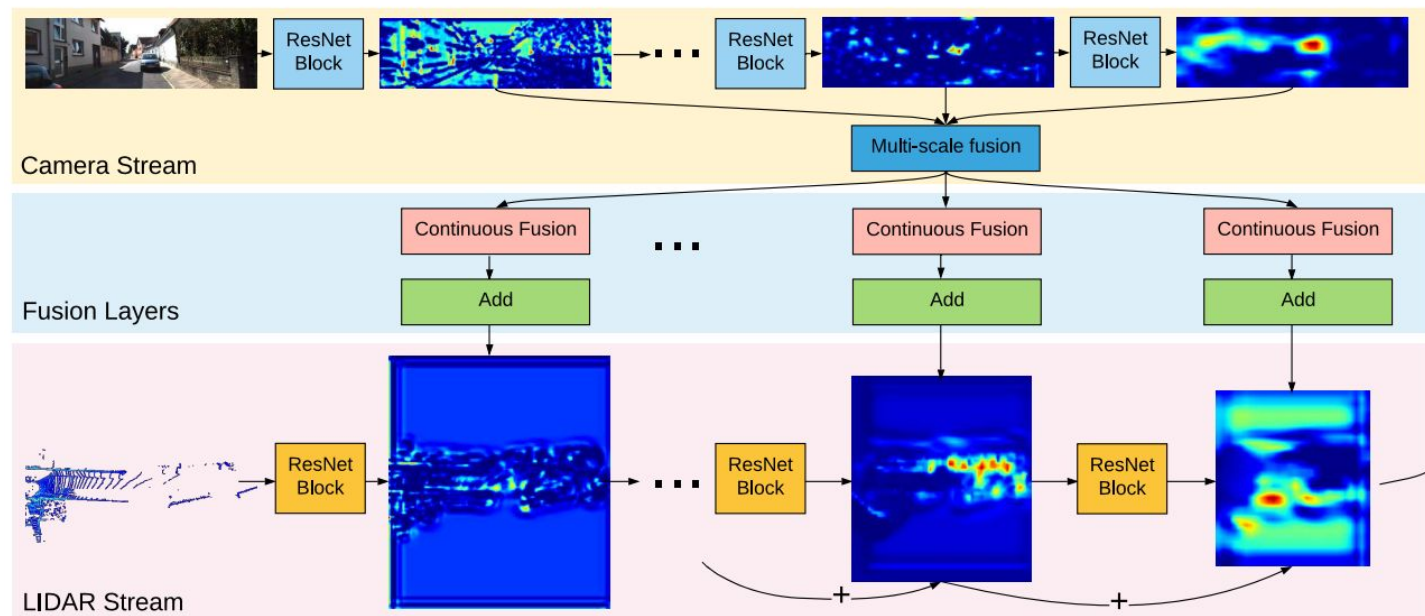 ResNet
Block
ResNet
Block
ResNet
Block
Multi-scale fusion
Camera Stream
Continuous Fusion
Continuous Fusion
Continuous Fusion
Add
Add
Add
Fusion Layers
ResNet
Block
ResNet
Block
ResNet
Block
+
+
LIDAR Stream